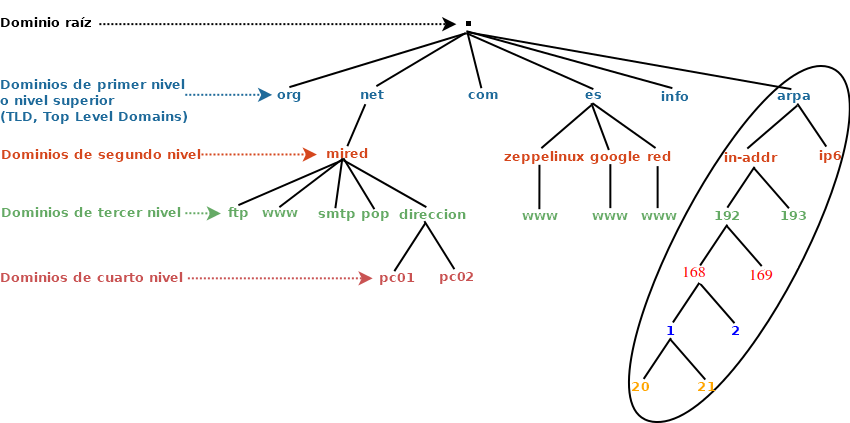 Dominio raíz
.
Dominios de primer nivel
o nivel superior
(TLD, Top Level Domains)
org net com es info arpa
Dominios de segundo nivel
mired zeppelinux google red in-addr ip6
Dominios de tercer nivel
ftp www smtp pop direccion www www www 192 193
Dominios de cuarto nivel
pc01 pc02 168 169
1 2
20 21